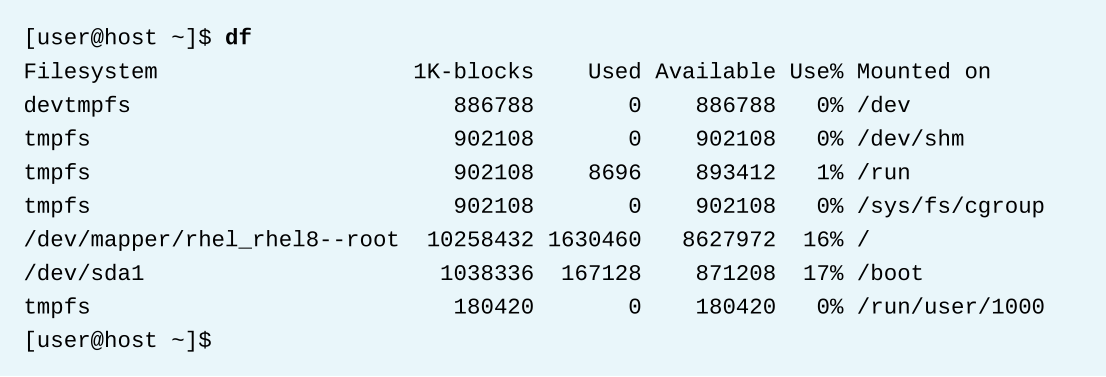 [user@host ~]$ df
Filesystem                   1K-blocks    Used Available Use% Mounted on
devtmpfs                        886788       0    886788   0% /dev
tmpfs                           902108       0    902108   0% /dev/shm
tmpfs                           902108    8696    893412   1% /run
tmpfs                           902108       0    902108   0% /sys/fs/cgroup
/dev/mapper/rhel_rhel8--root  10258432 1630460   8627972  16% /
/dev/sda1                      1038336  167128    871208  17% /boot
tmpfs                           180420       0    180420   0% /run/user/1000
[user@host ~]$